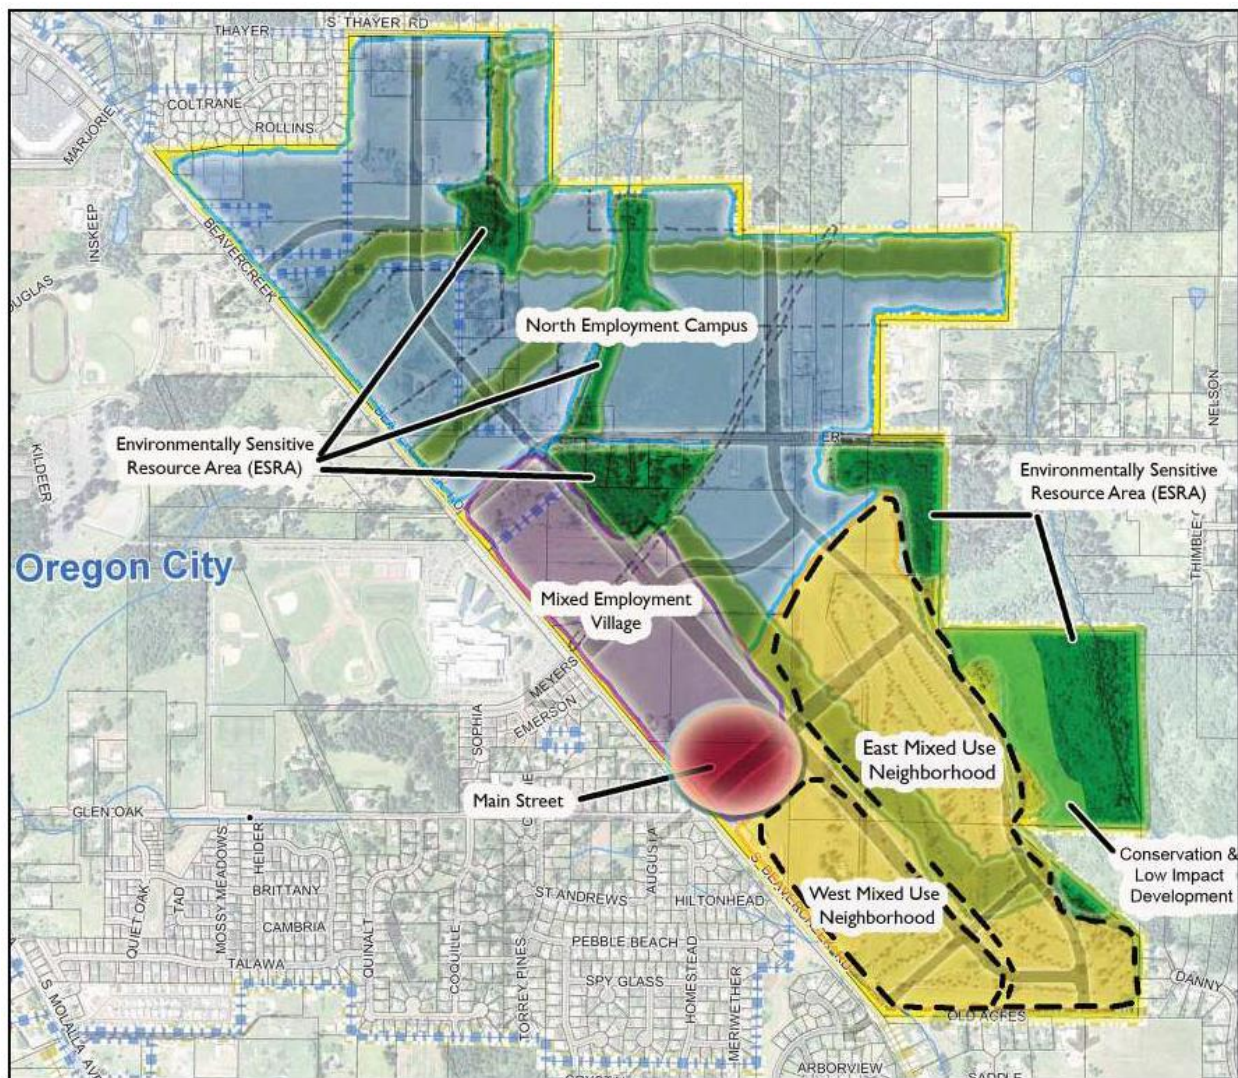 S THAYER RD
THAYER
COLTRANE
ROLLINS
MARJORIE
INSKEEP
BEAVERCREEK
North Employment Campus
NELSON
Environmentally Sensitive
Resource Area (ESRA)
KILDEER
Environmentally Sensitive
Resource Area (ESRA)
THIMBLE
Oregon City
Mixed Employment
Village
MEYERS
EMERSON
SOPHIA
East Mixed Use
Neighborhood
Main Street
GLEN OAK
HEIDER
MOSSY MEADOWS
TAD
QUIET OAK
BRITTANY
CAMBRIA
TALAWA
QUINALT
COQUILLE
ST ANDREWS
AUGUSTA
HILTONHEAD
PEBBLE BEACH
SPY GLASS
TORREY PINES
HOMESTEAD
MERIWETHER
West Mixed Use
Neighborhood
Conservation &
Low Impact
Development
DANNY
OLD ACRES
ARBORVIEW